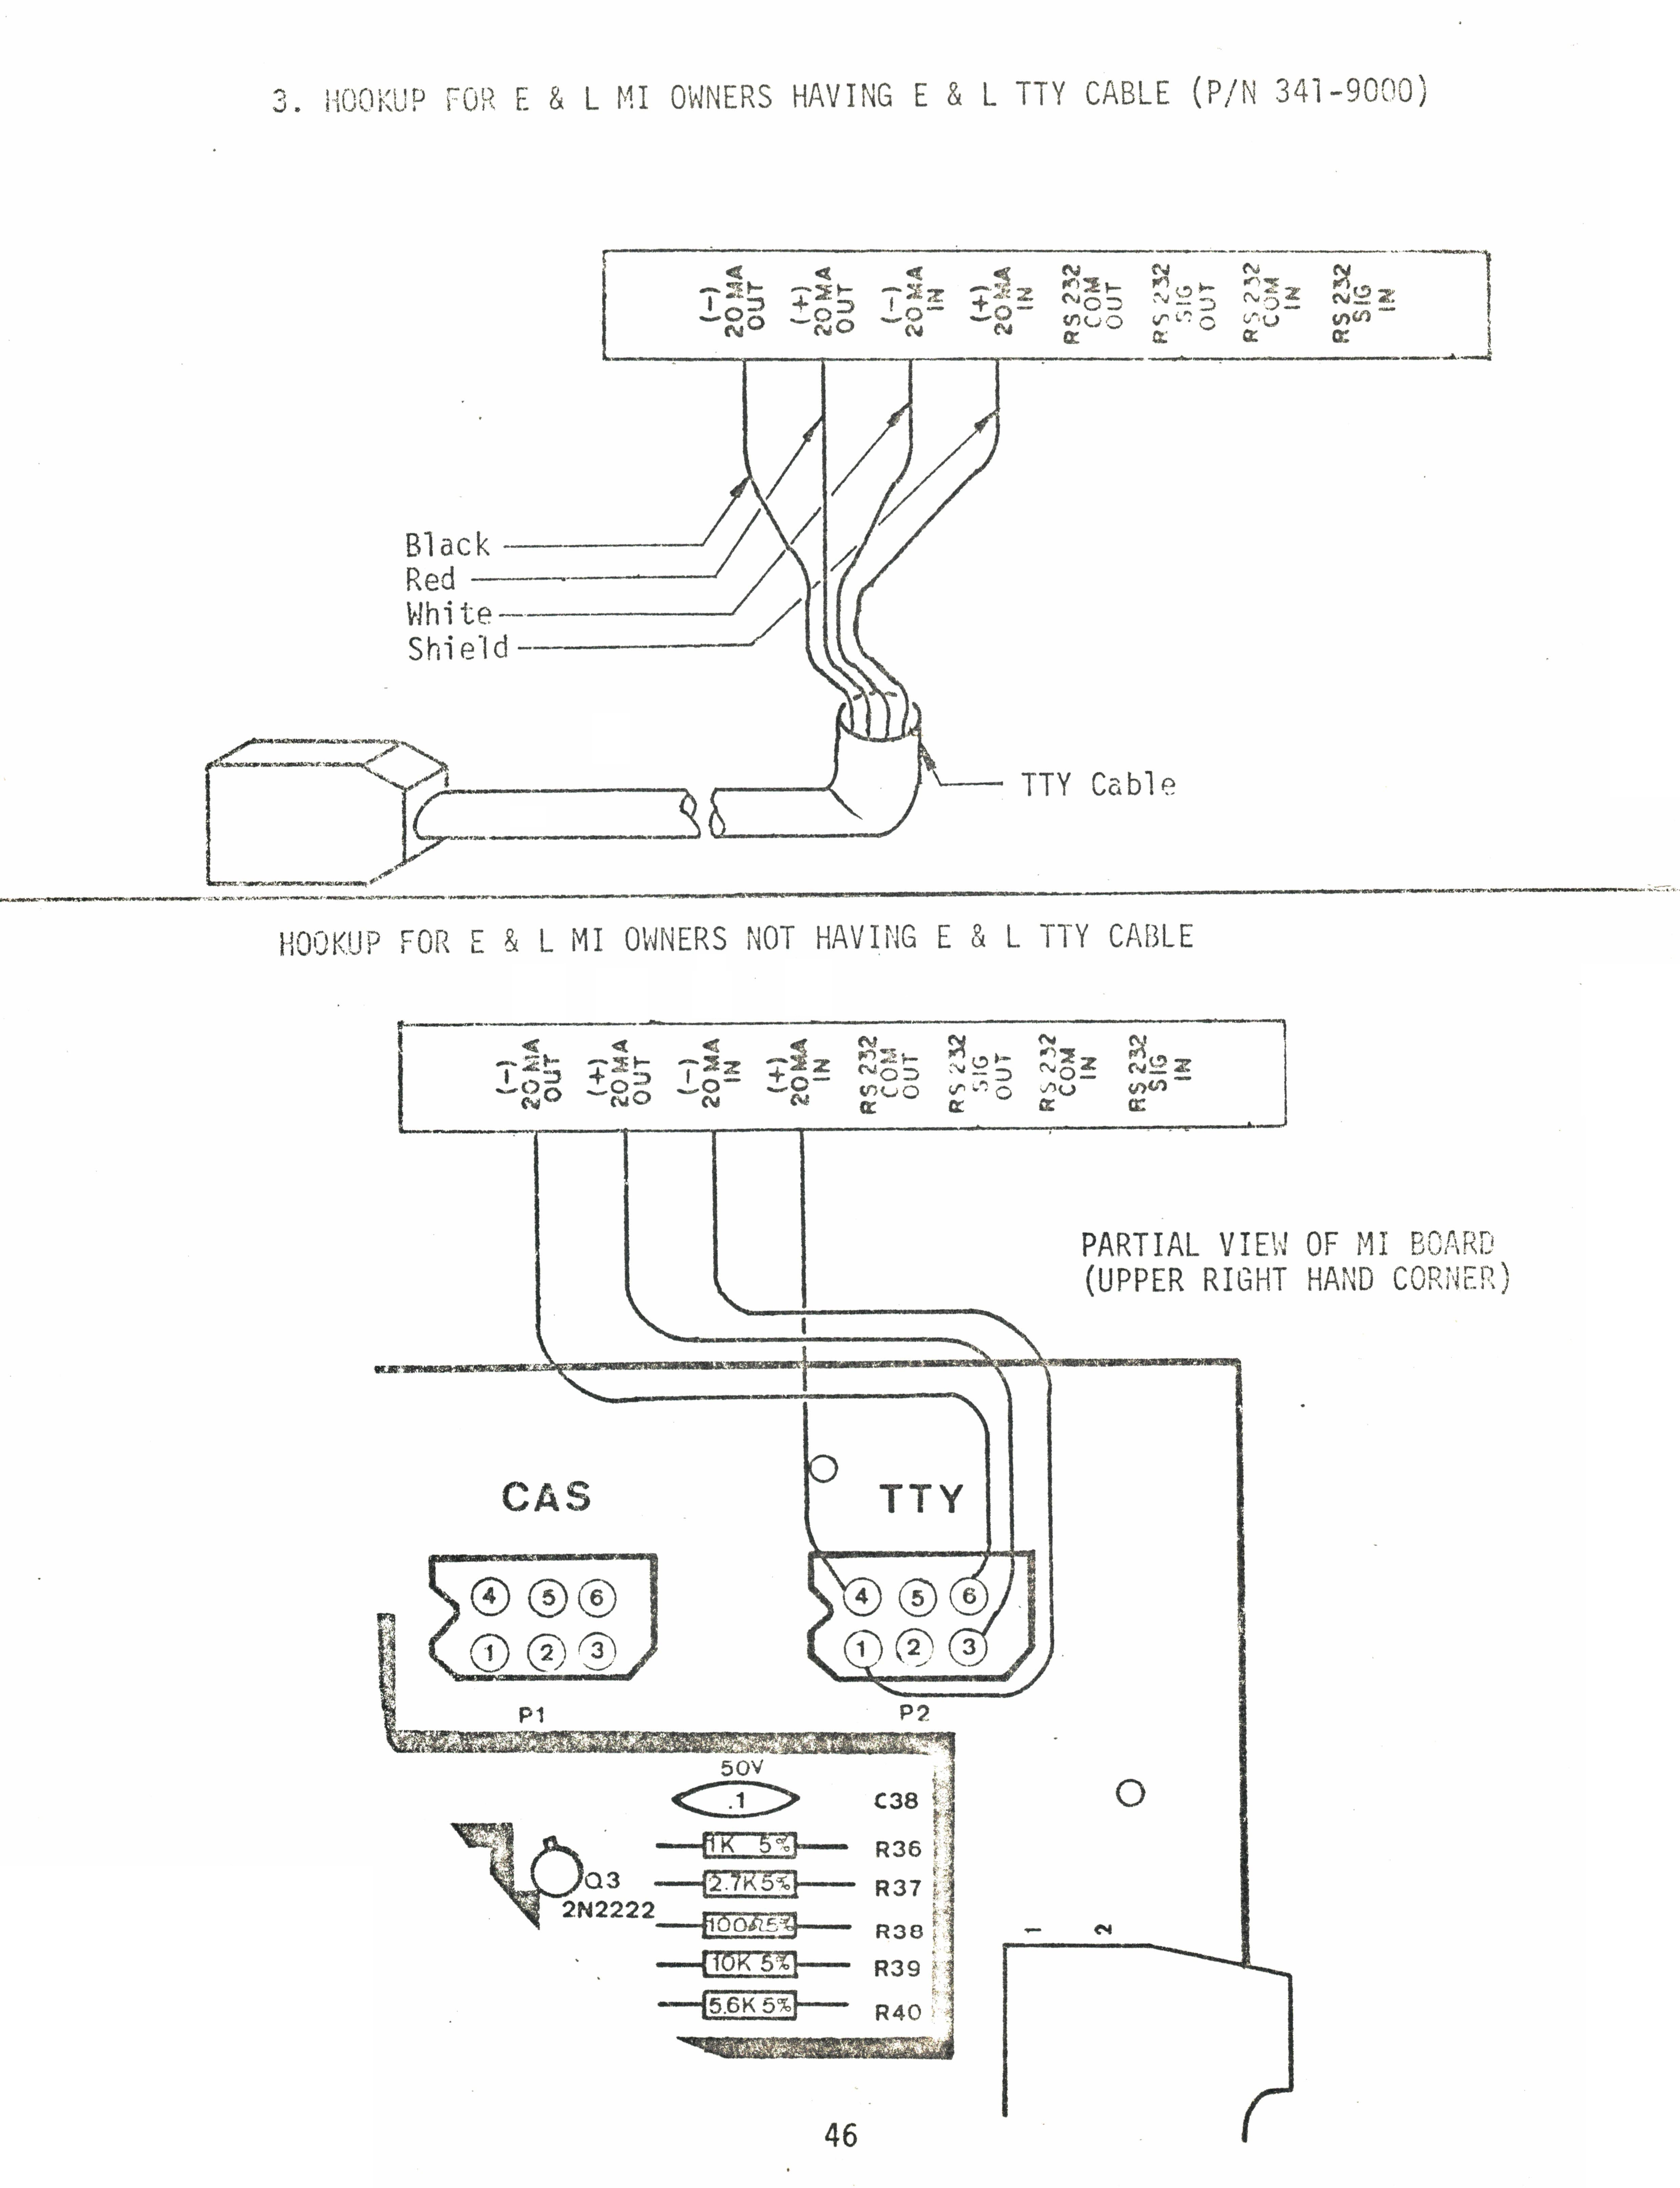 3. HOOKUP FOR E & L MI OWNERS HAVING E & L TTY CABLE (P/N 341-9000)
(-)
20 MA
OUT
(+)
20 MA
OUT
(-)
20 MA
IN
(+)
20 MA
IN
RS 232
COM
OUT
RS 232
SIG
OUT
RS 232
COM
IN
RS 232
SIG
IN
Black
Red
White
Shield
TTY Cable
HOOKUP FOR E & L MI OWNERS NOT HAVING E & L TTY CABLE
(-)
20 MA
OUT
(+)
20 MA
OUT
(-)
20 MA
IN
(+)
20 MA
IN
RS 232
COM
OUT
RS 232
SIG
OUT
RS 232
COM
IN
RS 232
SIG
IN
PARTIAL VIEW OF MI BOARD
(UPPER RIGHT HAND CORNER)
CAS
TTY
4 5 6
1 2 3
4 5 6
1 2 3
P1
P2
50V
.1
C38
1K 5%
R36
Q3
2N2222
2.7K 5%
R37
100Ω 5%
R38
10K 5%
R39
5.6K 5%
R40
1
2
46